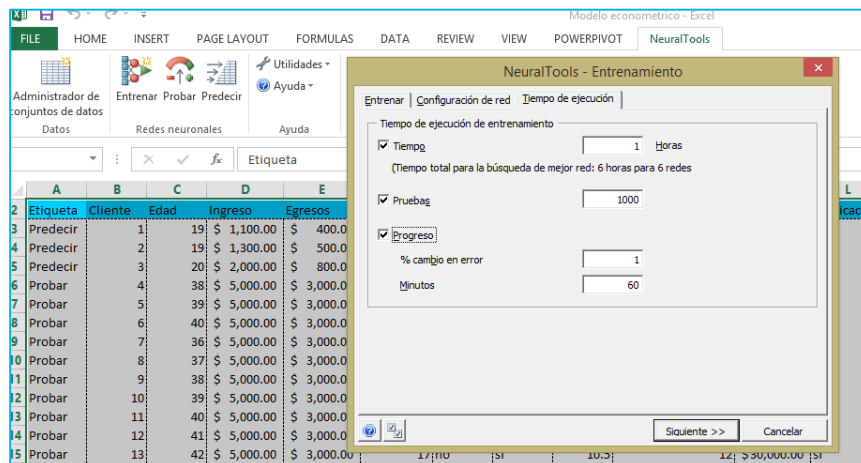 Modelo econometrico - Excel
FILE HOME INSERT PAGE LAYOUT FORMULAS DATA REVIEW VIEW POWERPIVOT NeuralTools
Administrador de conjuntos de datos
Entrenar Probar Predecir
Utilidades
Ayuda
Datos
Redes neuronales
Ayuda
fx Etiqueta
A B C D E L
2 Etiqueta Cliente Edad Ingreso Egresos
3 Predecir 1 19 $ 1,100.00 $ 400.0
4 Predecir 2 19 $ 1,300.00 $ 500.0
5 Predecir 3 20 $ 2,000.00 $ 800.0
6 Probar 4 38 $ 5,000.00 $ 3,000.0
7 Probar 5 39 $ 5,000.00 $ 3,000.0
8 Probar 6 40 $ 5,000.00 $ 3,000.0
9 Probar 7 36 $ 5,000.00 $ 3,000.0
10 Probar 8 37 $ 5,000.00 $ 3,000.0
11 Probar 9 38 $ 5,000.00 $ 3,000.0
12 Probar 10 39 $ 5,000.00 $ 3,000.0
13 Probar 11 40 $ 5,000.00 $ 3,000.0
14 Probar 12 41 $ 5,000.00 $ 3,000.0
15 Probar 13 42 $ 5,000.00 $ 3,000.00 17 no si 10.5 12 $30,000.00 si
NeuralTools - Entrenamiento
Entrenar Configuración de red Tiempo de ejecución
Tiempo de ejecución de entrenamiento
Tiempo 1 Horas
(Tiempo total para la búsqueda de mejor red: 6 horas para 6 redes
Pruebas 1000
Progreso
% cambio en error 1
Minutos 60
Siguiente >> Cancelar